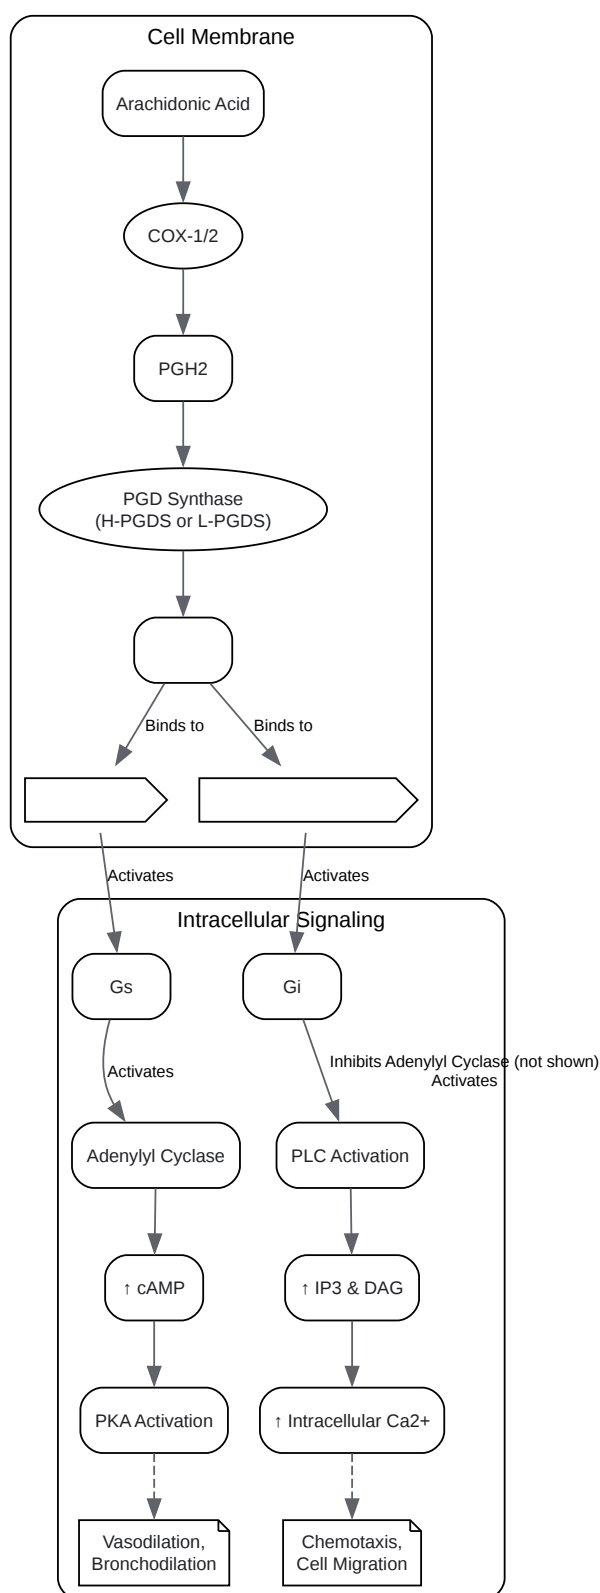 Cell Membrane
Arachidonic Acid
COX-1/2
PGH2
PGD Synthase
(H-PGDS or L-PGDS)
Binds to
Binds to
Activates
Activates
Intracellular Signaling
Gs
Gi
Activates
Inhibits Adenylyl Cyclase (not shown)
Activates
Adenylyl Cyclase
PLC Activation
↑ cAMP
↑ IP3 & DAG
PKA Activation
↑ Intracellular Ca2+
Vasodilation,
Bronchodilation
Chemotaxis,
Cell Migration